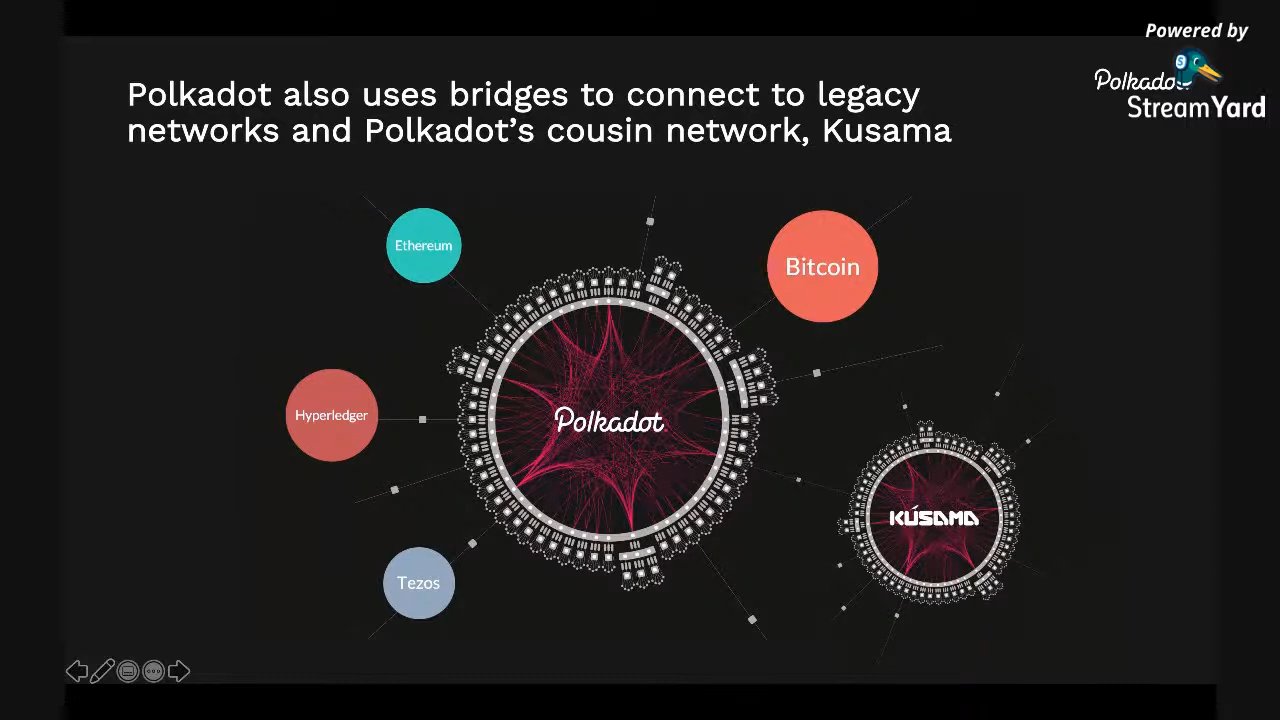 Powered by
Polkadot
StreamYard
Polkadot also uses bridges to connect to legacy
networks and Polkadot’s cousin network, Kusama
Ethereum
Bitcoin
Hyperledger
Polkadot
KÚSAMA
Tezos